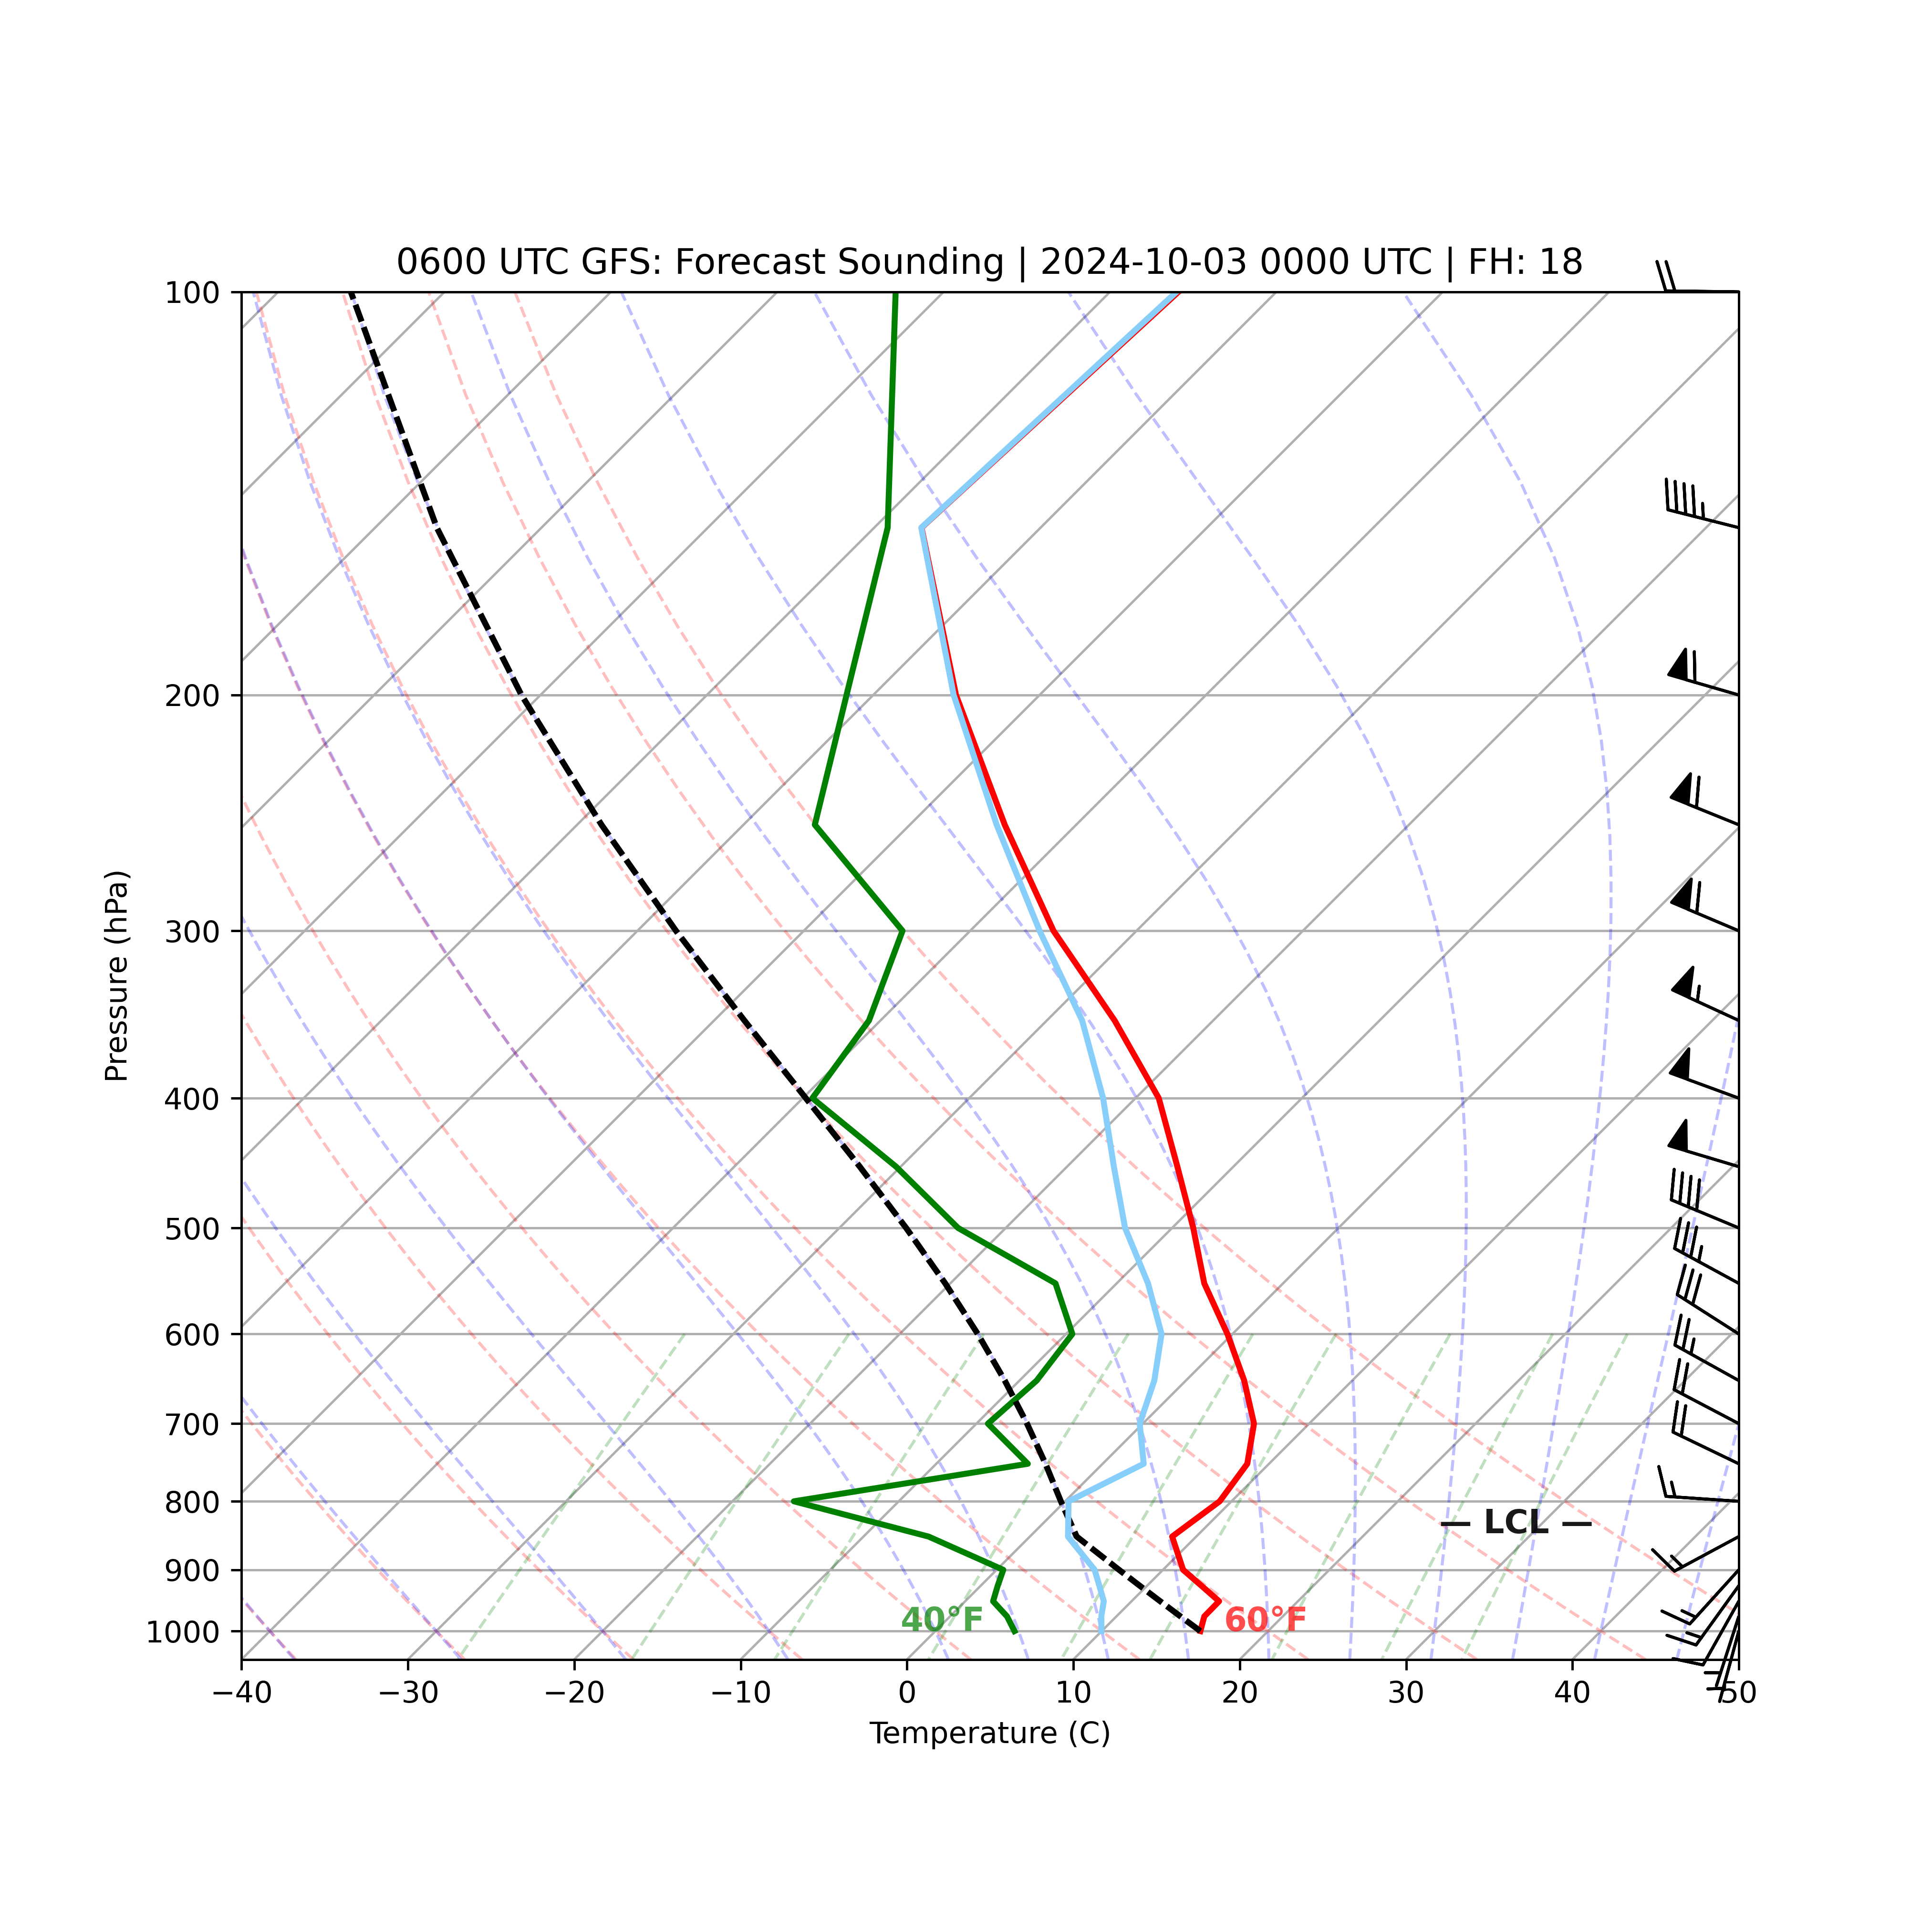 0600 UTC GFS: Forecast Sounding | 2024-10-03 0000 UTC | FH: 18
100
200
300
400
500
600
700
800
900
1000
Pressure (hPa)
— LCL —
40°F
60°F
−40 −30 −20 −10 0 10 20 30 40 50
Temperature (C)